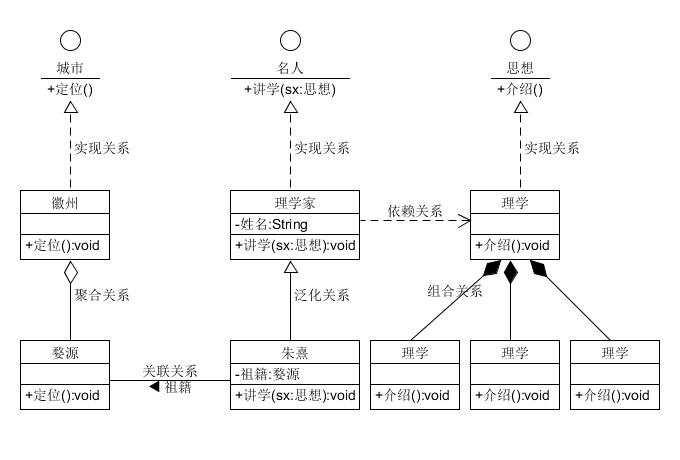 城市
名人
思想
+定位()
+讲学(sx:思想)
+介绍()
实现关系
实现关系
实现关系
徽州
理学家
理学
-姓名:String
依赖关系
+定位():void
+讲学(sx:思想):void
+介绍():void
聚合关系
泛化关系
组合关系
婺源
朱熹
理学
理学
理学
关联关系
-祖籍:婺源
祖籍
+定位():void
+讲学(sx:思想):void
+介绍():void
+介绍():void
+介绍():void